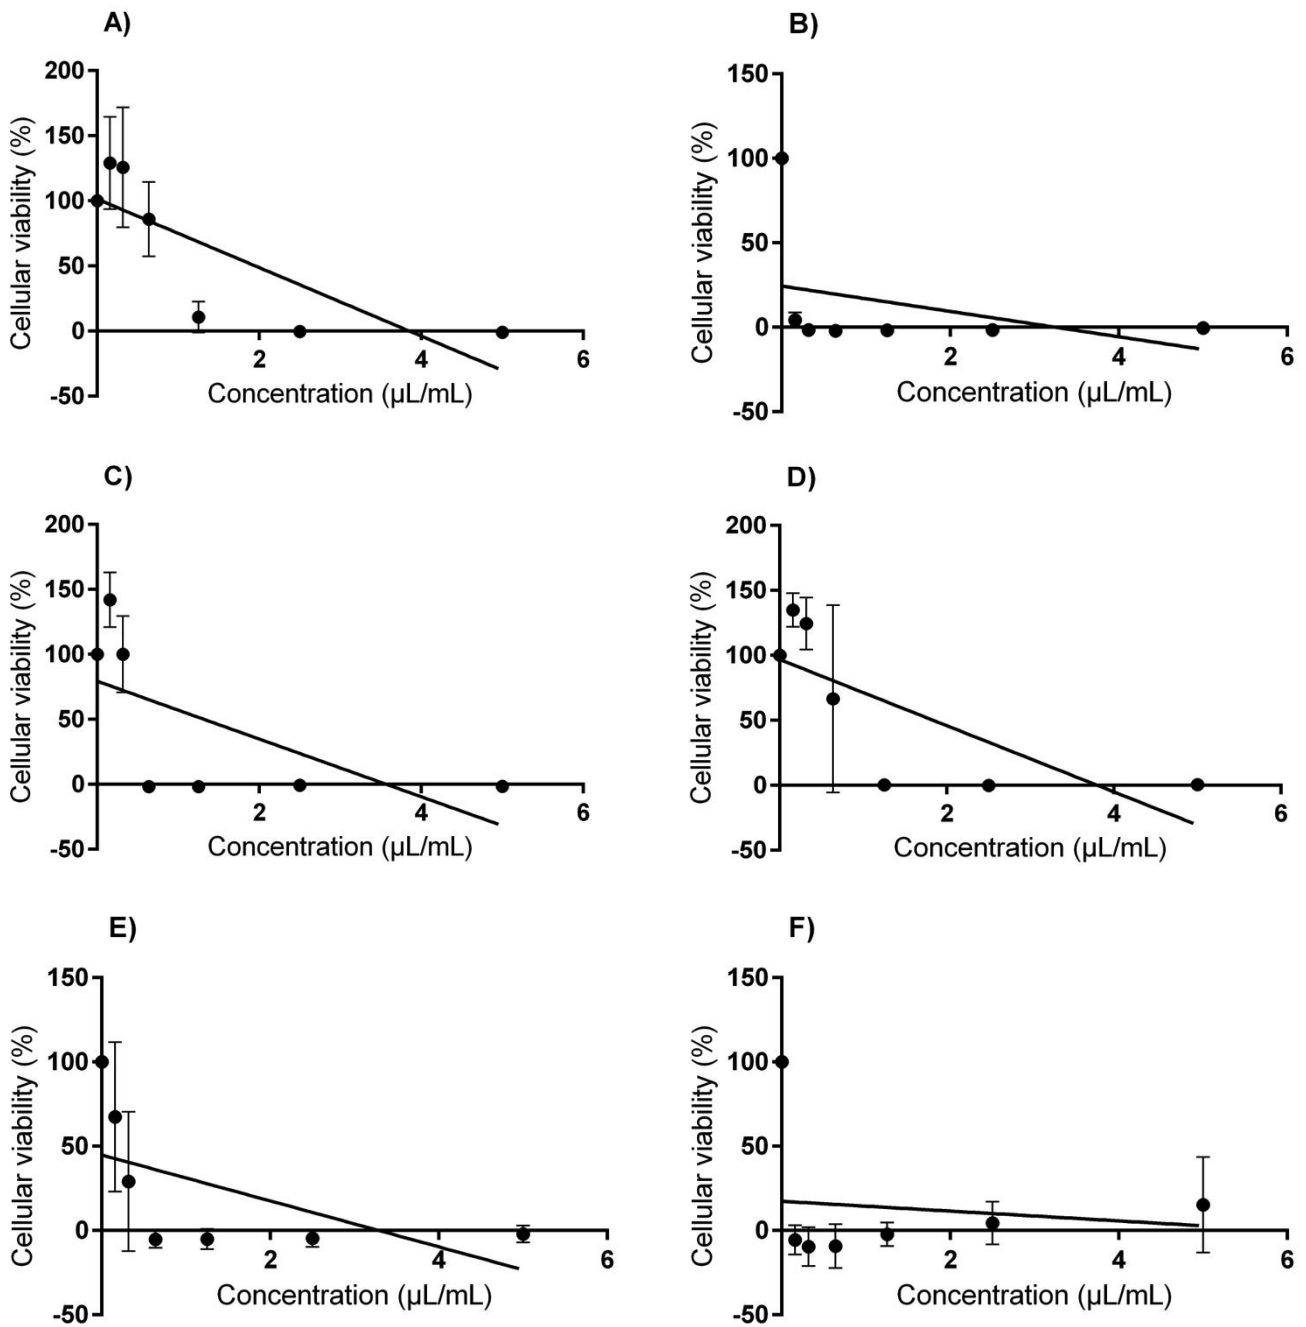 A)
Cellular viability (%)
200
150
100
50
0
-50
2
4
6
Concentration (µL/mL)
B)
Cellular viability (%)
150
100
50
0
-50
2
4
6
Concentration (µL/mL)
C)
Cellular viability (%)
200
150
100
50
0
-50
2
4
6
Concentration (µL/mL)
D)
Cellular viability (%)
200
150
100
50
0
-50
2
4
6
Concentration (µL/mL)
E)
Cellular viability (%)
150
100
50
0
-50
2
4
6
Concentration (µL/mL)
F)
Cellular viability (%)
150
100
50
0
-50
2
4
6
Concentration (µL/mL)